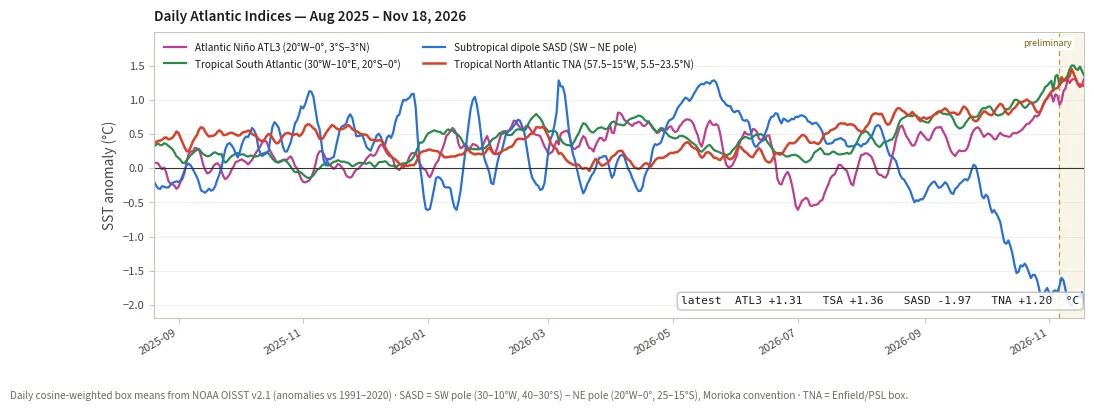 Daily Atlantic Indices — Aug 2025 – Nov 18, 2026
Atlantic Niño ATL3 (20°W–0°, 3°S–3°N)
Tropical South Atlantic (30°W–10°E, 20°S–0°)
Subtropical dipole SASD (SW – NE pole)
Tropical North Atlantic TNA (57.5–15°W, 5.5–23.5°N)
preliminary
SST anomaly (°C)
1.5
1.0
0.5
0.0
−0.5
−1.0
−1.5
−2.0
latest ATL3 +1.31 TSA +1.36 SASD -1.97 TNA +1.20 °C
2025-09
2025-11
2026-01
2026-03
2026-05
2026-07
2026-09
2026-11
Daily cosine-weighted box means from NOAA OISST v2.1 (anomalies vs 1991–2020) · SASD = SW pole (30–10°W, 40–30°S) − NE pole (20°W–0°, 25–15°S), Morioka convention · TNA = Enfield/PSL box.